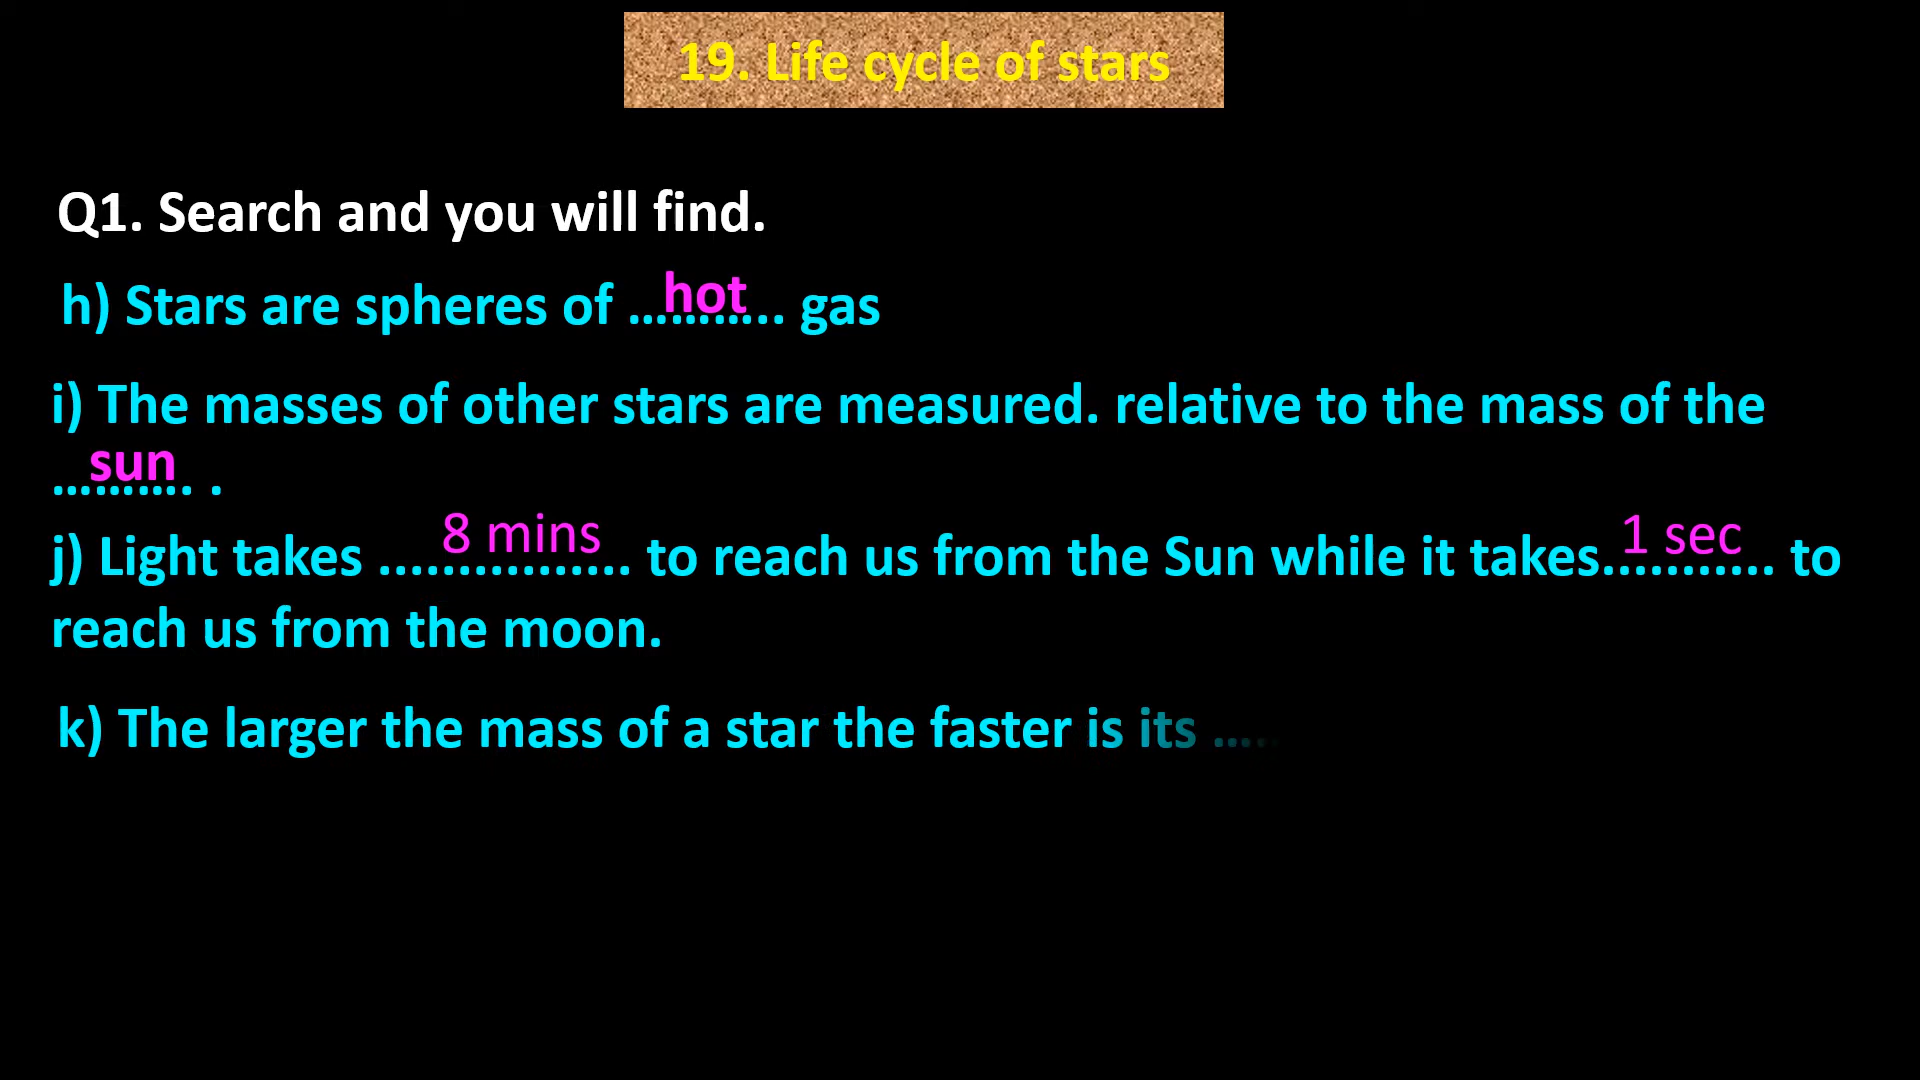 19. Life cycle of stars
Q1. Search and you will find.
h) Stars are spheres of ………hot.. gas
i) The masses of other stars are measured. relative to the mass of the
………sun. .
j) Light takes ................ 8 mins to reach us from the Sun while it takes........... 1 sec to
reach us from the moon.
k) The larger the mass of a star the faster is its …..